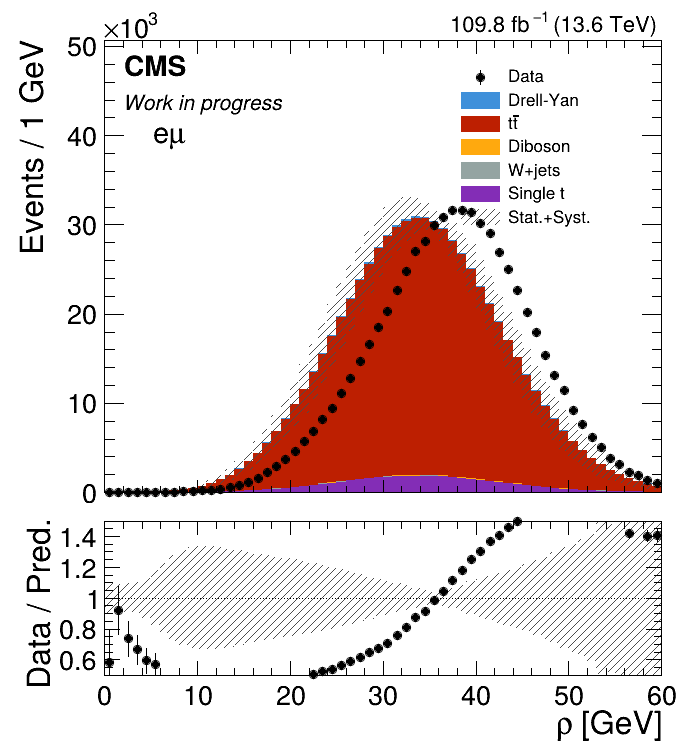 ×10³
109.8 fb⁻¹ (13.6 TeV)
CMS
Work in progress
eμ
Data
Drell-Yan
tt̅
Diboson
W+jets
Single t
Stat.+Syst.
Events / 1 GeV
50
40
30
20
10
0
Data / Pred.
1.4
1.2
1
0.8
0.6
0 10 20 30 40 50 60
ρ [GeV]